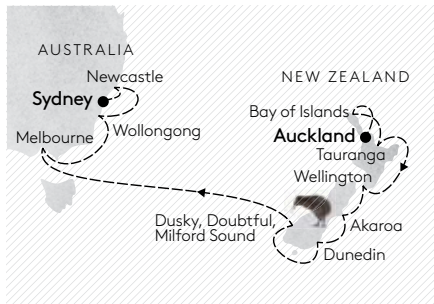 AUSTRALIA
Newcastle
Sydney
Wollongong
Melbourne
NEW ZEALAND
Bay of Islands
Auckland
Tauranga
Wellington
Akaroa
Dusky, Doubtful,
Milford Sound
Dunedin